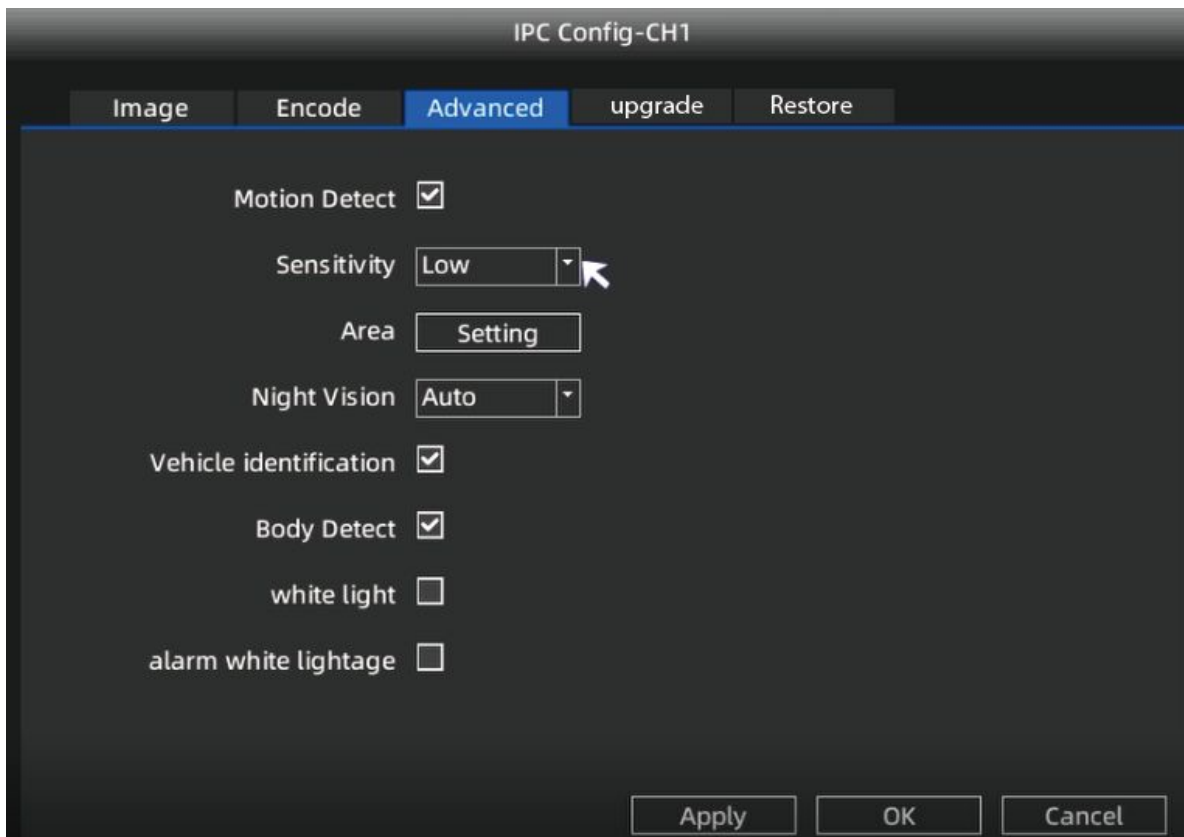 IPC Config-CH1
Image Encode Advanced upgrade Restore
Motion Detect
Sensitivity Low
Area Setting
Night Vision Auto
Vehicle identification
Body Detect
white light
alarm white lightage
Apply OK Cancel